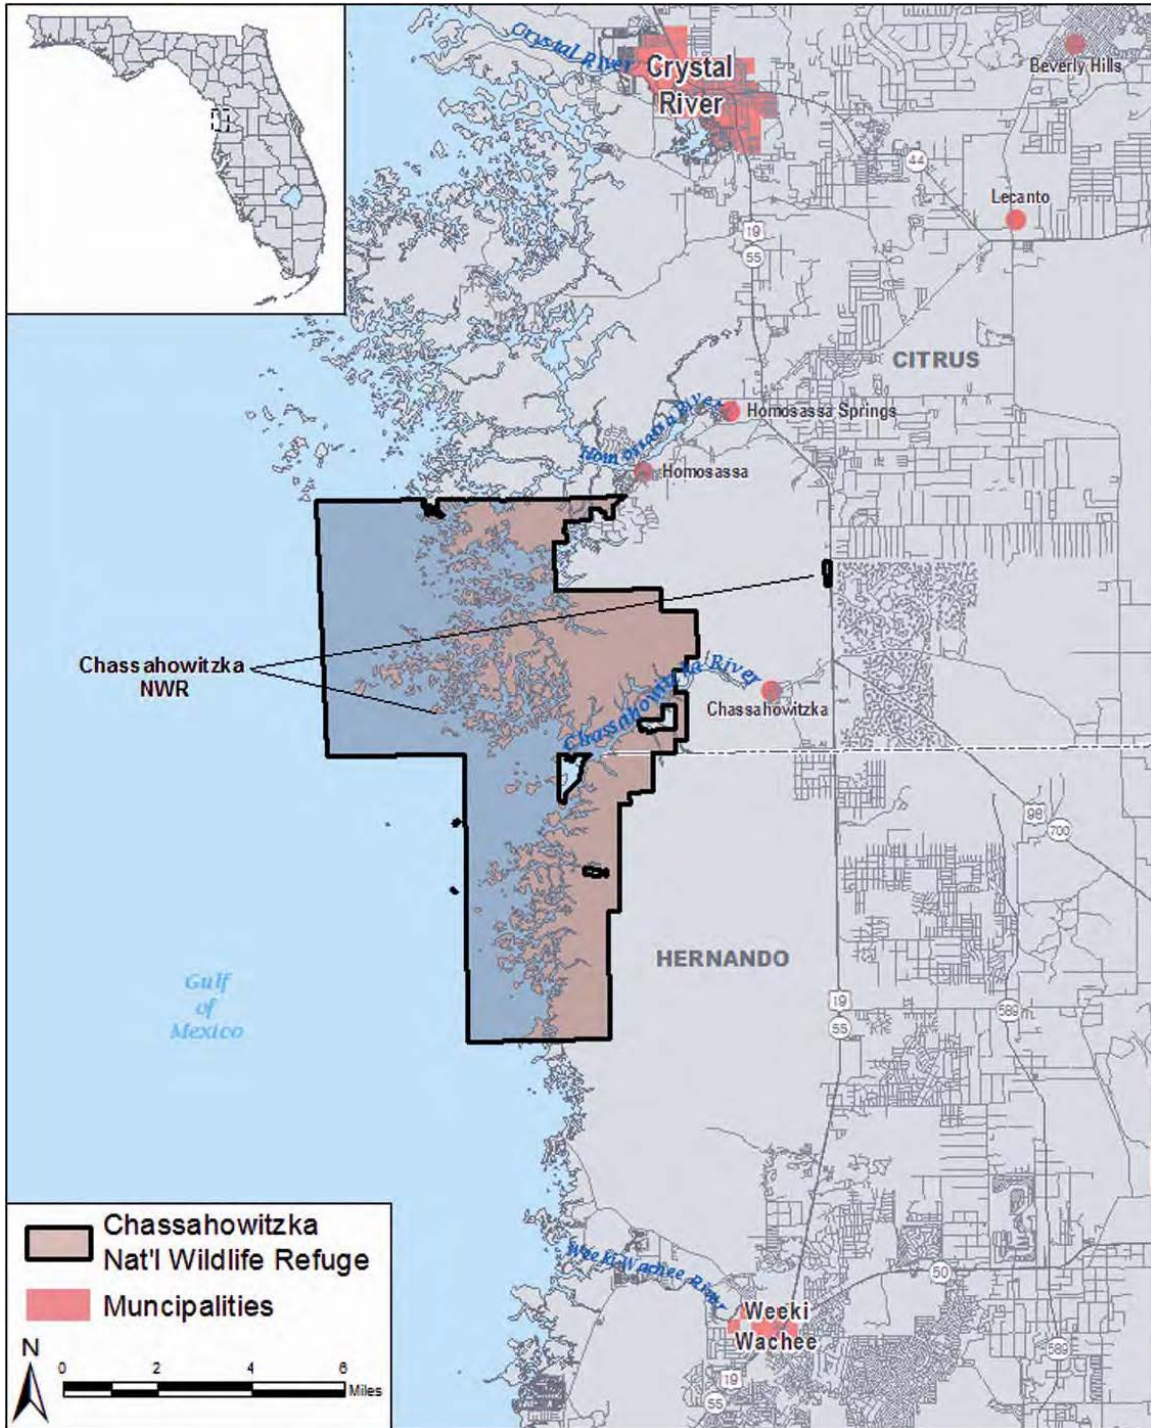 Crystal River
Crystal
River
Beverly Hills
44
Lecanto
19
55
CITRUS
Homosassa River
Homosassa Springs
Homosassa
Chassahowitzka
NWR
Chassahowitzka River
Chassahowitzka
98
700
HERNANDO
Gulf
of
Mexico
19
55
589
Weeki Wachee River
50
Weeki
Wachee
589
19
55
Chassahowitzka
Nat'l Wildlife Refuge
Muncipalities
N
0 2 4 6
Miles